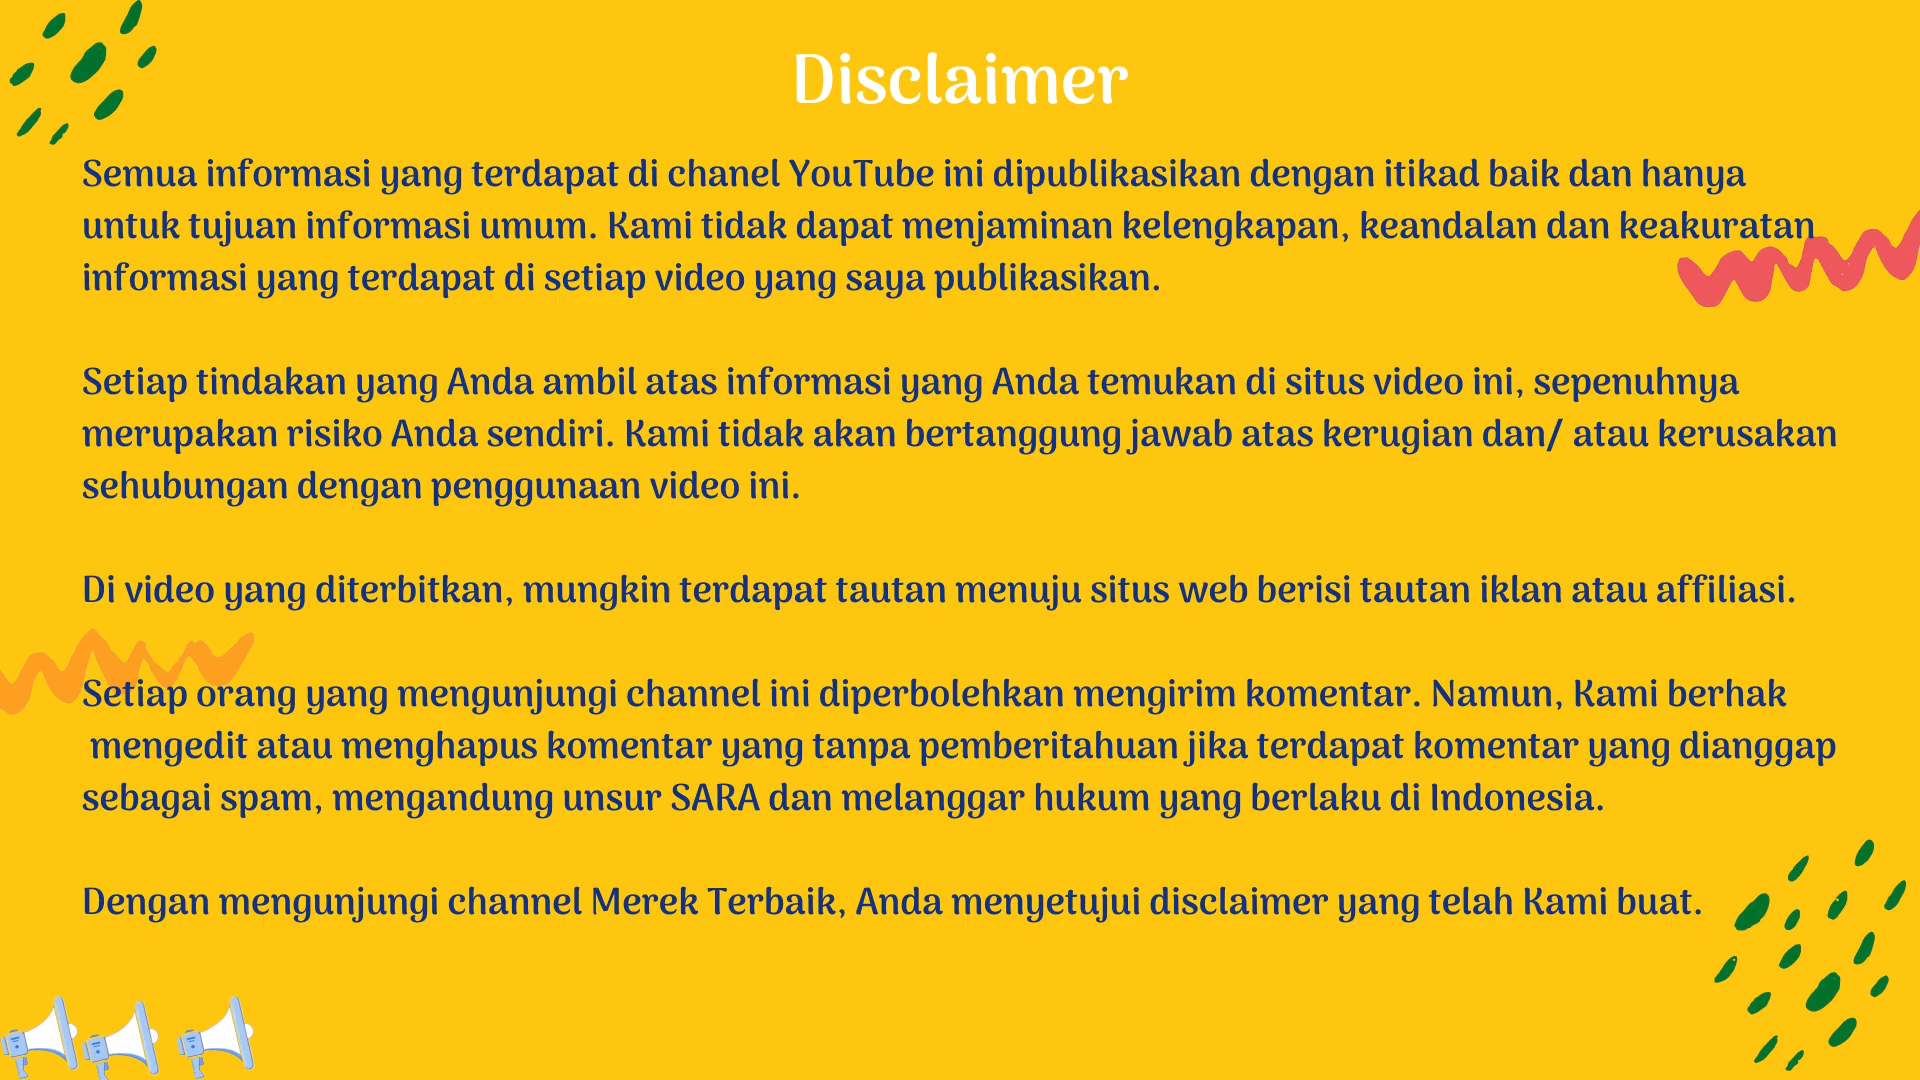 Disclaimer
Semua informasi yang terdapat di chanel YouTube ini dipublikasikan dengan itikad baik dan hanya
untuk tujuan informasi umum. Kami tidak dapat menjaminan kelengkapan, keandalan dan keakuratan
informasi yang terdapat di setiap video yang saya publikasikan.
Setiap tindakan yang Anda ambil atas informasi yang Anda temukan di situs video ini, sepenuhnya
merupakan risiko Anda sendiri. Kami tidak akan bertanggung jawab atas kerugian dan/ atau kerusakan
sehubungan dengan penggunaan video ini.
Di video yang diterbitkan, mungkin terdapat tautan menuju situs web berisi tautan iklan atau affiliasi.
Setiap orang yang mengunjungi channel ini diperbolehkan mengirim komentar. Namun, Kami berhak
mengedit atau menghapus komentar yang tanpa pemberitahuan jika terdapat komentar yang dianggap
sebagai spam, mengandung unsur SARA dan melanggar hukum yang berlaku di Indonesia.
Dengan mengunjungi channel Merek Terbaik, Anda menyetujui disclaimer yang telah Kami buat.